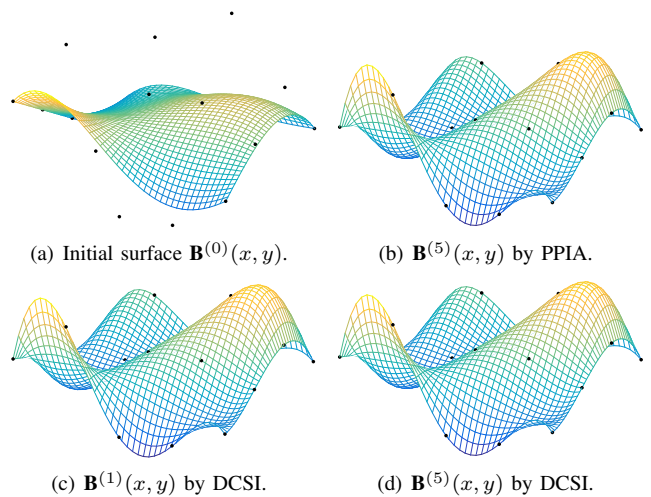 (a) Initial surface B^(0)(x, y).
(b) B^(5)(x, y) by PPIA.
(c) B^(1)(x, y) by DCSI.
(d) B^(5)(x, y) by DCSI.